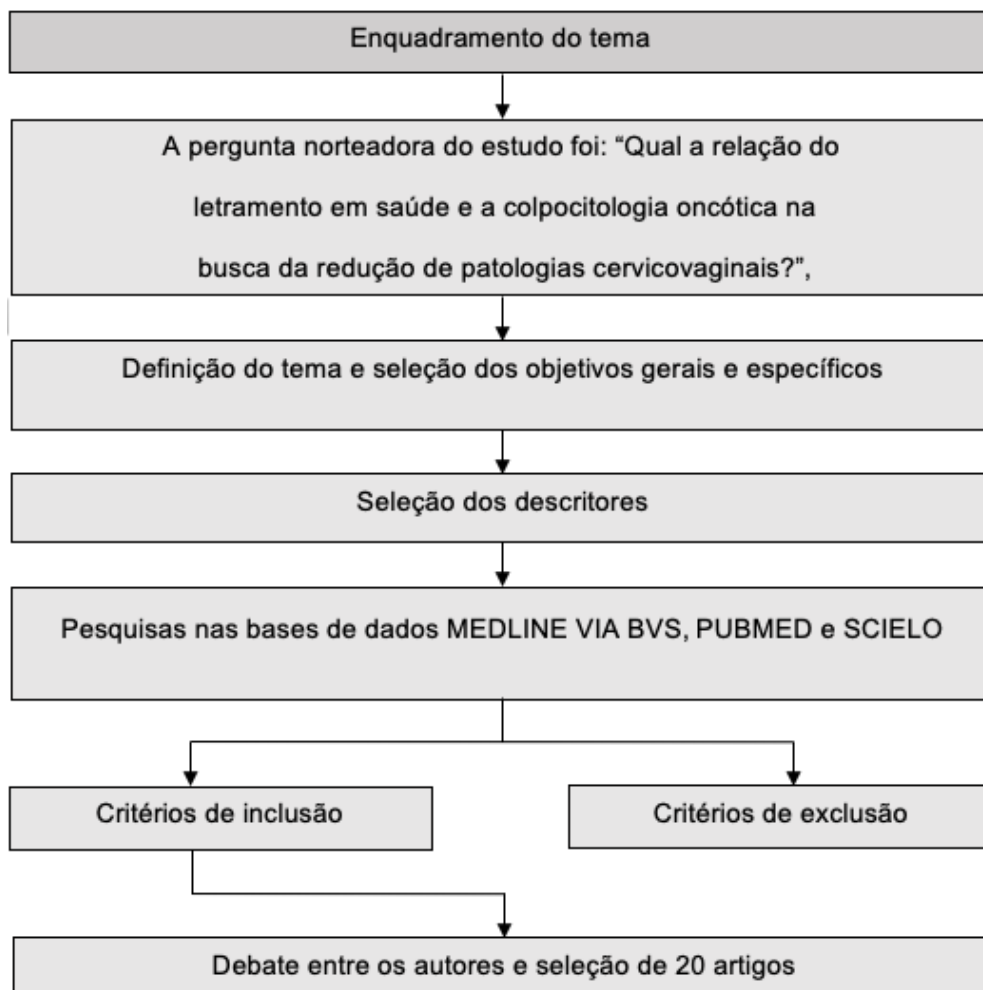 Enquadramento do tema
A pergunta norteadora do estudo foi: “Qual a relação do
letramento em saúde e a colpocitologia oncótica na
busca da redução de patologias cervicovaginais?”,
Definição do tema e seleção dos objetivos gerais e específicos
Seleção dos descritores
Pesquisas nas bases de dados MEDLINE VIA BVS, PUBMED e SCIELO
Critérios de inclusão
Critérios de exclusão
Debate entre os autores e seleção de 20 artigos